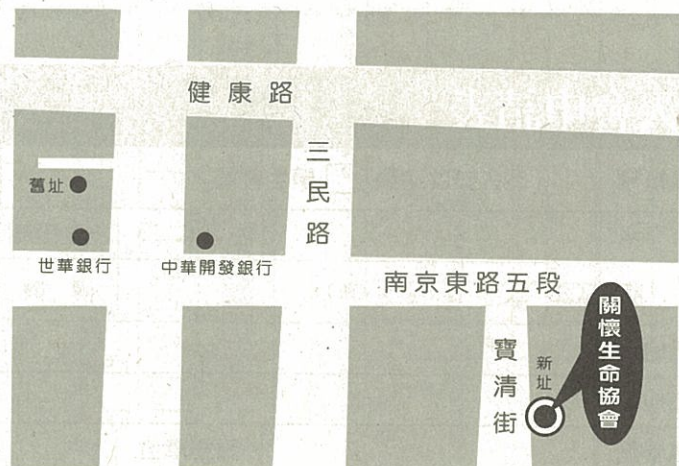 健康路
三民路
舊址
世華銀行
中華開發銀行
南京東路五段
寶清街
新址
關懷生命協會